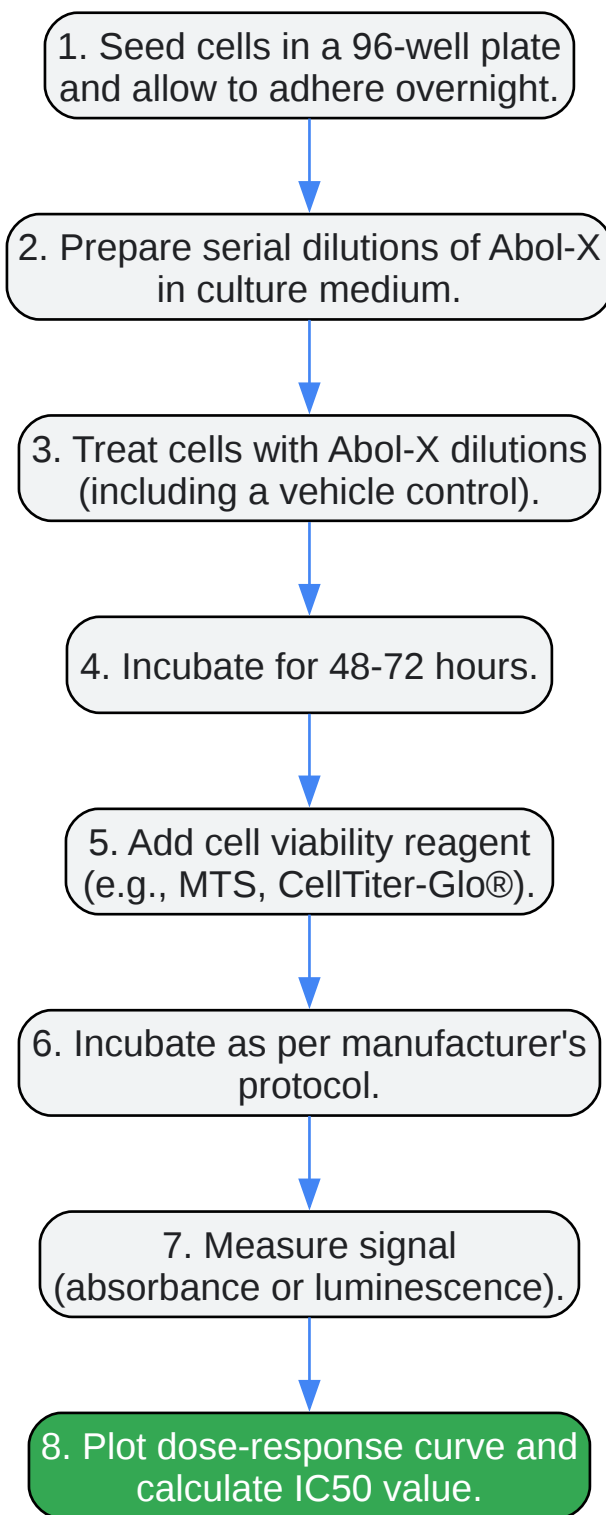 1. Seed cells in a 96-well plate
and allow to adhere overnight.
2. Prepare serial dilutions of Abol-X
in culture medium.
3. Treat cells with Abol-X dilutions
(including a vehicle control).
4. Incubate for 48-72 hours.
5. Add cell viability reagent
(e.g., MTS, CellTiter-Glo®).
6. Incubate as per manufacturer's
protocol.
7. Measure signal
(absorbance or luminescence).
8. Plot dose-response curve and
calculate IC50 value.